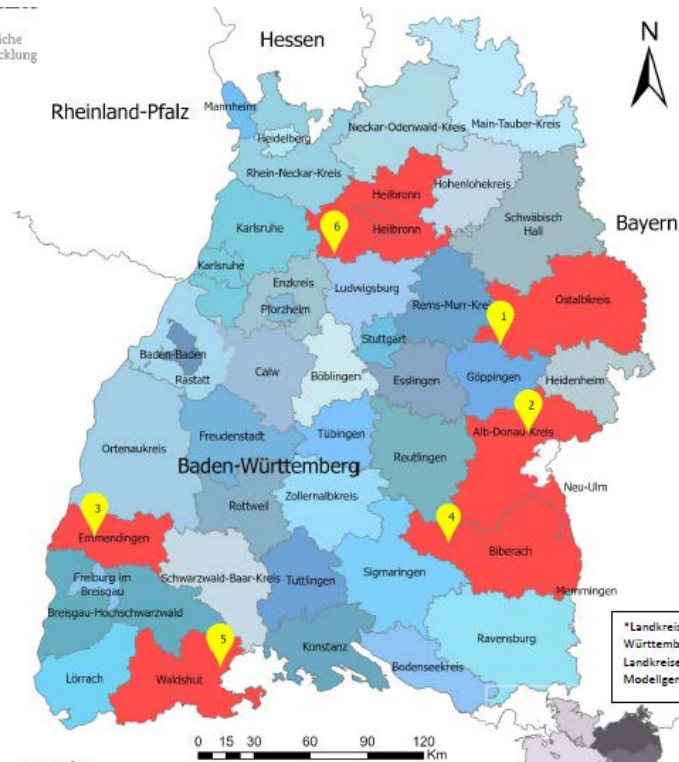 äche
cklung
Hessen
N
Rheinland-Pfalz
Mannheim
Heidelberg
Neckar-Odenwald-Kreis
Main-Tauber-Kreis
Rhein-Neckar-Kreis
Heilbronn
Hohenlohekreis
6
Heilbronn
Karlsruhe
Schwäbisch
Hall
Bayern
Karlsruhe
Enzkreis
Pforzheim
Ludwigsburg
Rems-Murr-Krei
1
Ostalbkreis
Stuttgart
Baden-Baden
Rastatt
Calw
Böblingen
Esslingen
Göppingen
Heidenheim
2
Ortenaukreis
Freudenstadt
Tübingen
Alb-Donau-Kreis
Reutlingen
Baden-Württemberg
Neu-Ulm
3
Rottweil
Zollernalbkreis
4
Emmendingen
Biberach
Freiburg im
Breisgau
Schwarzwald-Baar-Kreis
Tuttlingen
Sigmaringen
Memmingen
Breisgau-Hochschwarzwald
5
Konstanz
Ravensburg
Lörrach
Waldshut
Bodenseekreis
*Landkreis
Württemb
Landkreise
Modellgen
0 15 30 60 90 120
Km